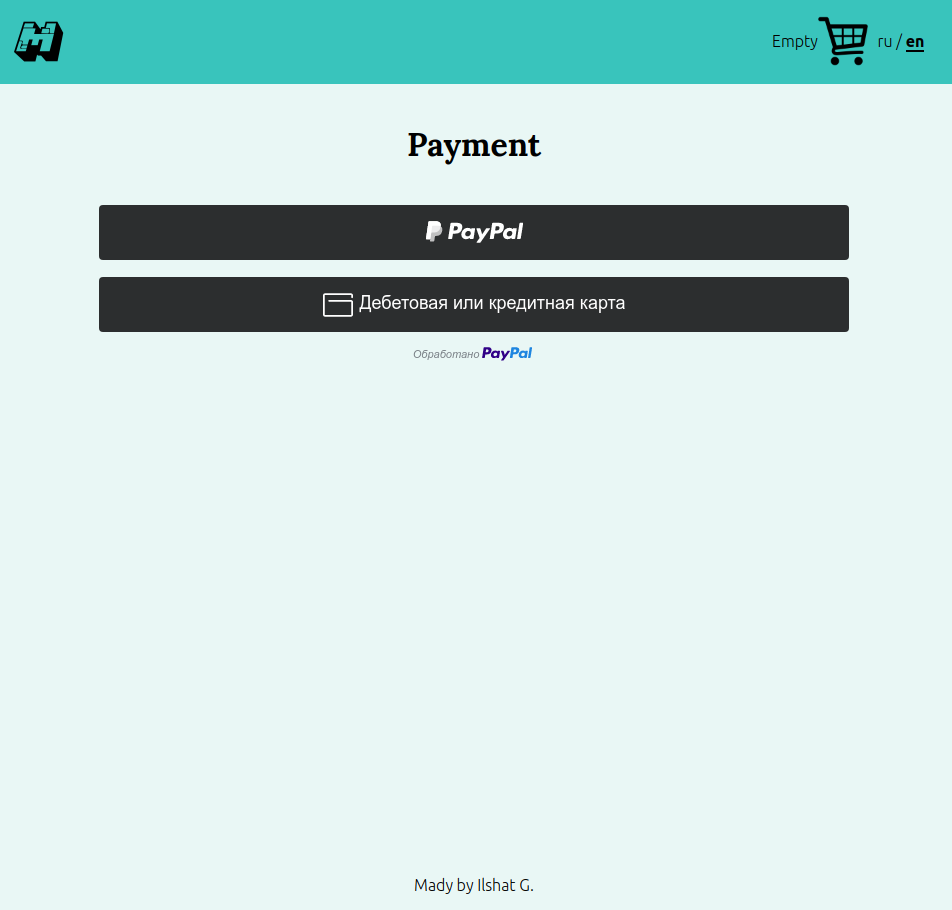 Empty ru / en
Payment
PayPal
Дебетовая или кредитная карта
Обработано PayPal
Mady by Ilshat G.